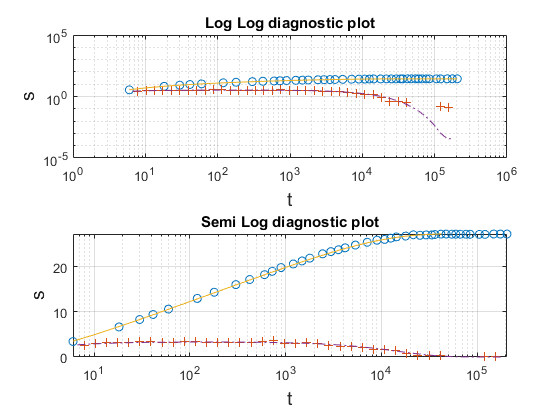 Log Log diagnostic plot
10^5
10^0
10^-5
s
10^0 10^1 10^2 10^3 10^4 10^5 10^6
t
Semi Log diagnostic plot
20
10
0
s
10^1 10^2 10^3 10^4 10^5
t